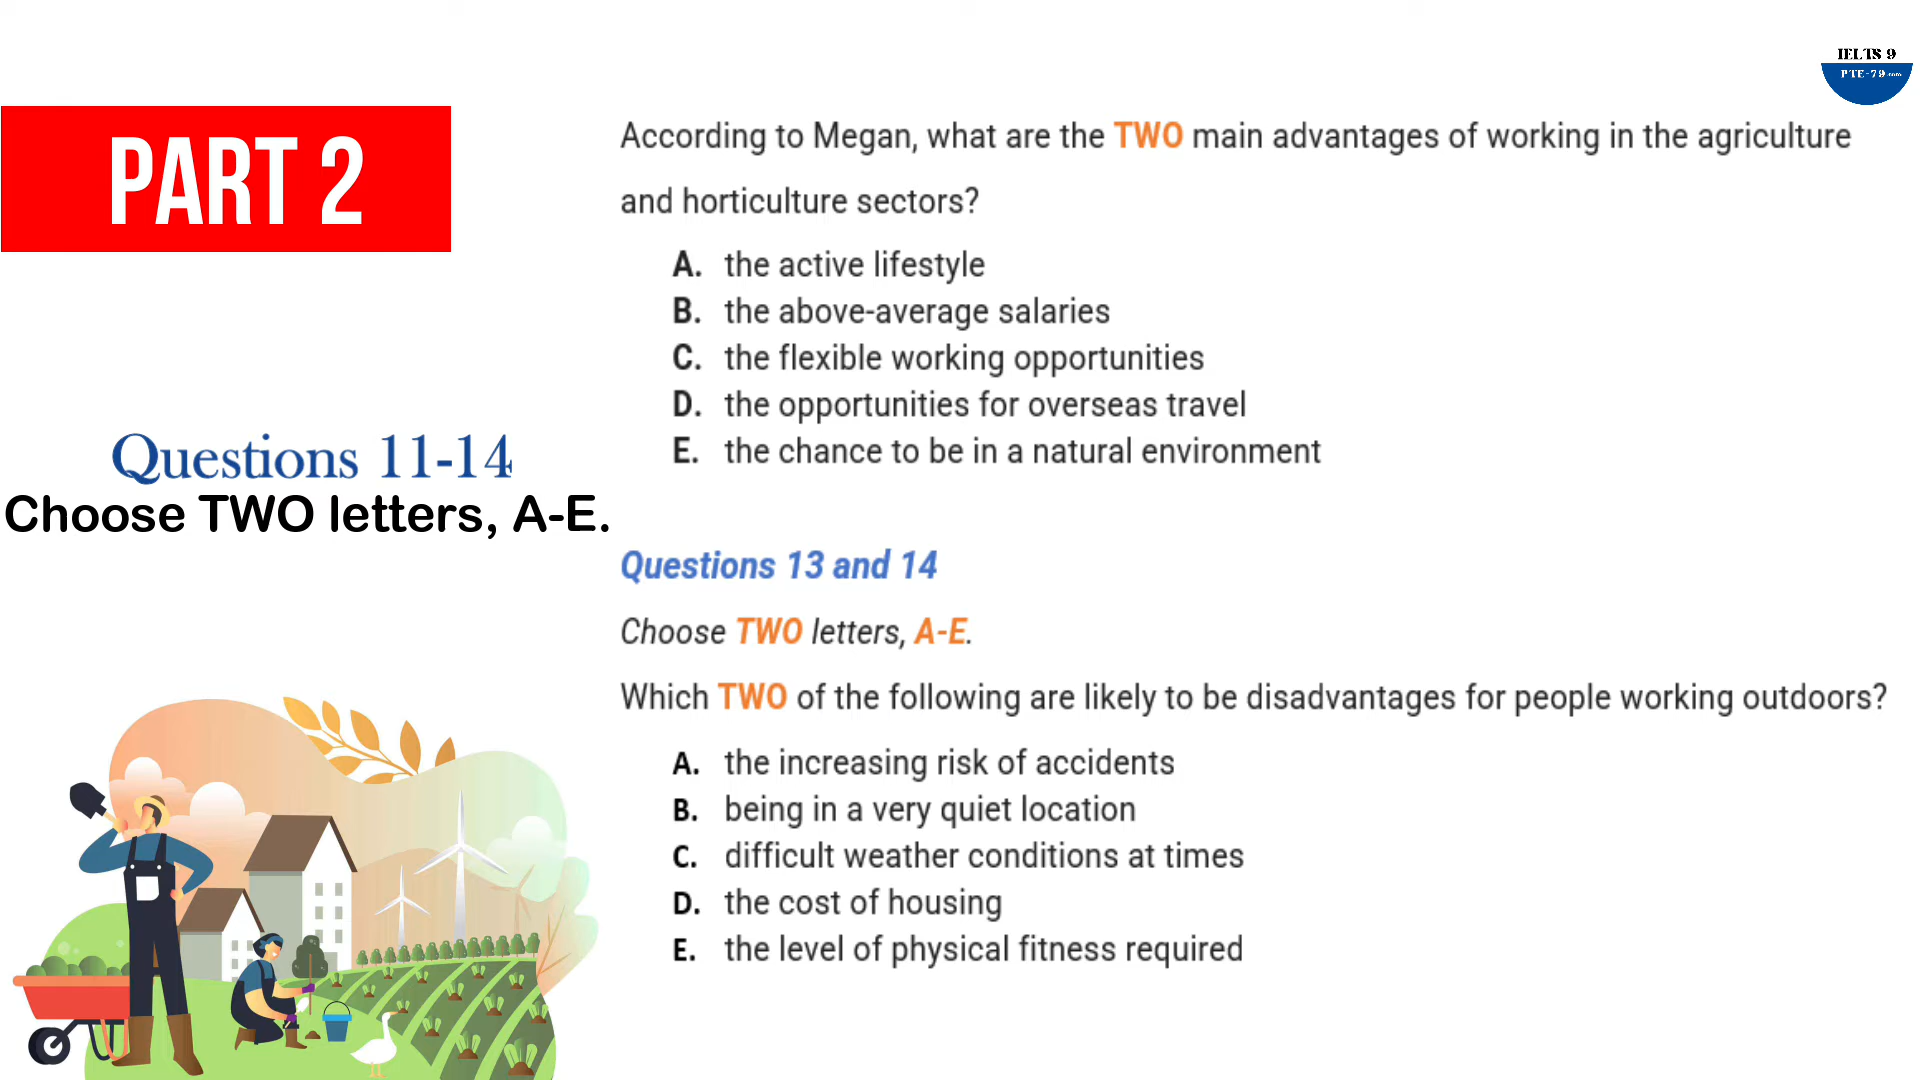 IELTS 9
PTE-79.com
PART 2
Questions 11-14
Choose TWO letters, A-E.
According to Megan, what are the TWO main advantages of working in the agriculture
and horticulture sectors?
A. the active lifestyle
B. the above-average salaries
C. the flexible working opportunities
D. the opportunities for overseas travel
E. the chance to be in a natural environment
Questions 13 and 14
Choose TWO letters, A-E.
Which TWO of the following are likely to be disadvantages for people working outdoors?
A. the increasing risk of accidents
B. being in a very quiet location
C. difficult weather conditions at times
D. the cost of housing
E. the level of physical fitness required